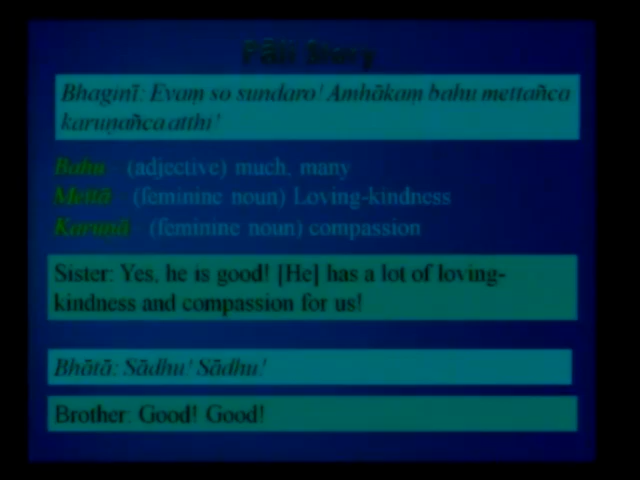 Pāli Story
Bhaginī: Evaṃ so sundaro! Amhākaṃ bahu mettañca
karuṇañca atthi!
Bahu - (adjective) much, many
Mettā - (feminine noun) Loving-kindness
Karuṇā - (feminine noun) compassion
Sister: Yes, he is good! [He] has a lot of loving-
kindness and compassion for us!
Bhātā: Sādhu! Sādhu!
Brother: Good! Good!